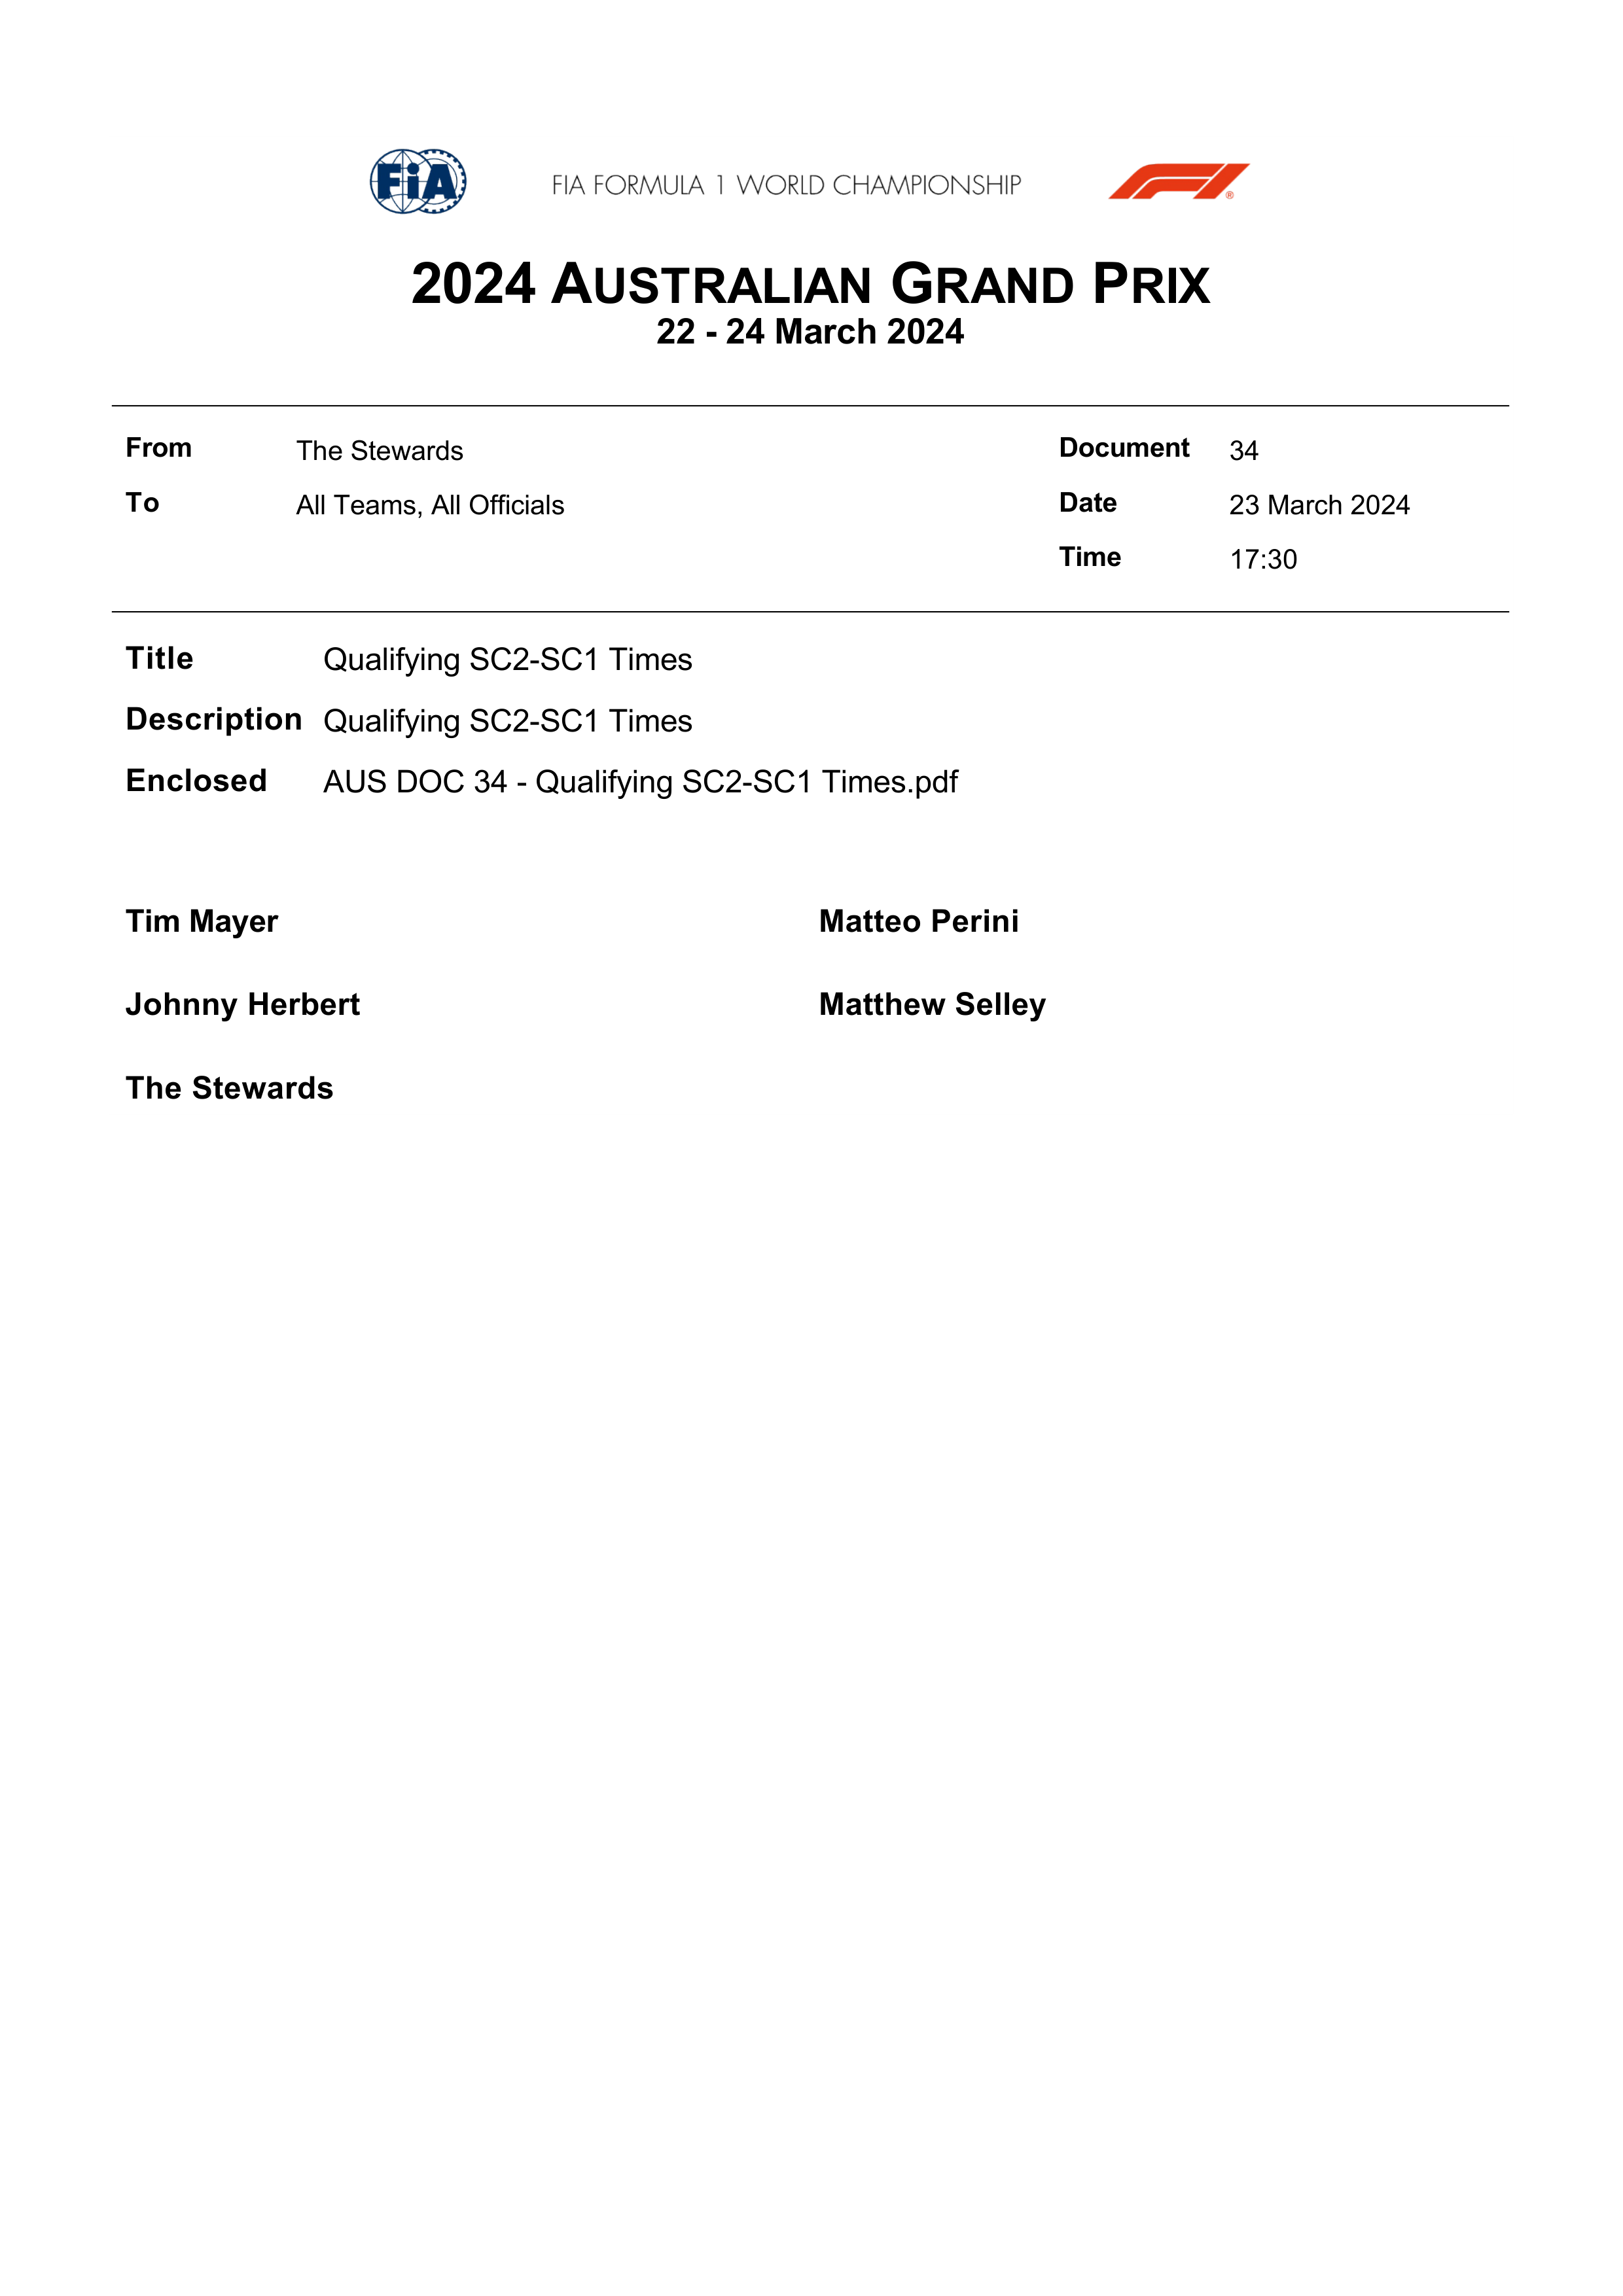 FiA FIA FORMULA 1 WORLD CHAMPIONSHIP F1®
2024 AUSTRALIAN GRAND PRIX
22 - 24 March 2024
From The Stewards Document 34
To All Teams, All Officials Date 23 March 2024
Time 17:30
Title Qualifying SC2-SC1 Times
Description Qualifying SC2-SC1 Times
Enclosed AUS DOC 34 - Qualifying SC2-SC1 Times.pdf
Tim Mayer Matteo Perini
Johnny Herbert Matthew Selley
The Stewards